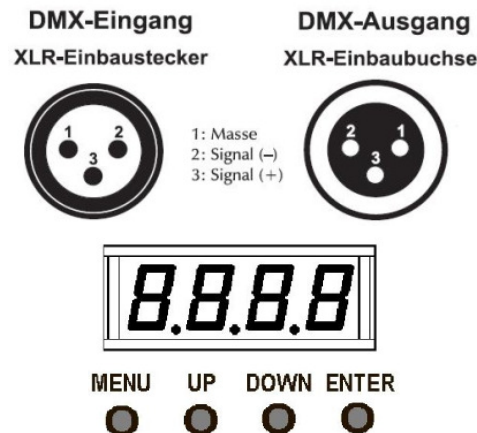 DMX-Eingang
XLR-Einbaustecker
1 2
3
1: Masse
2: Signal (–)
3: Signal (+)
DMX-Ausgang
XLR-Einbaubuchse
2 1
3
8.8.8.8
MENU UP DOWN ENTER